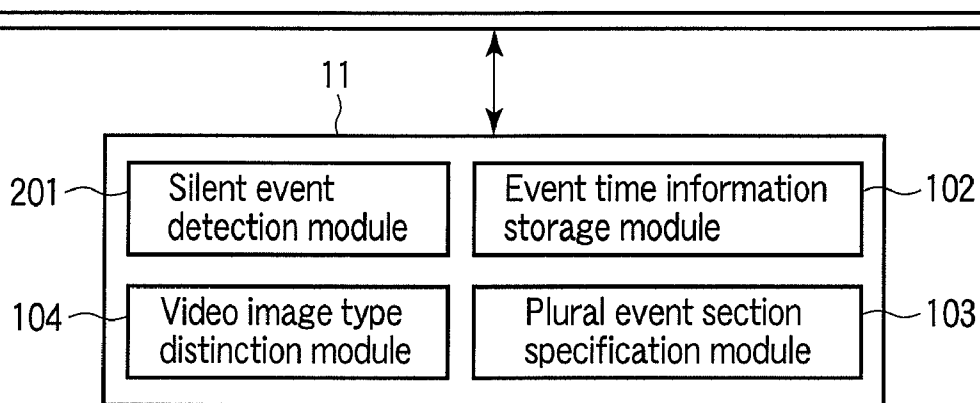 11
201
Silent event
detection module
Event time information
storage module
102
104
Video image type
distinction module
Plural event section
specification module
103